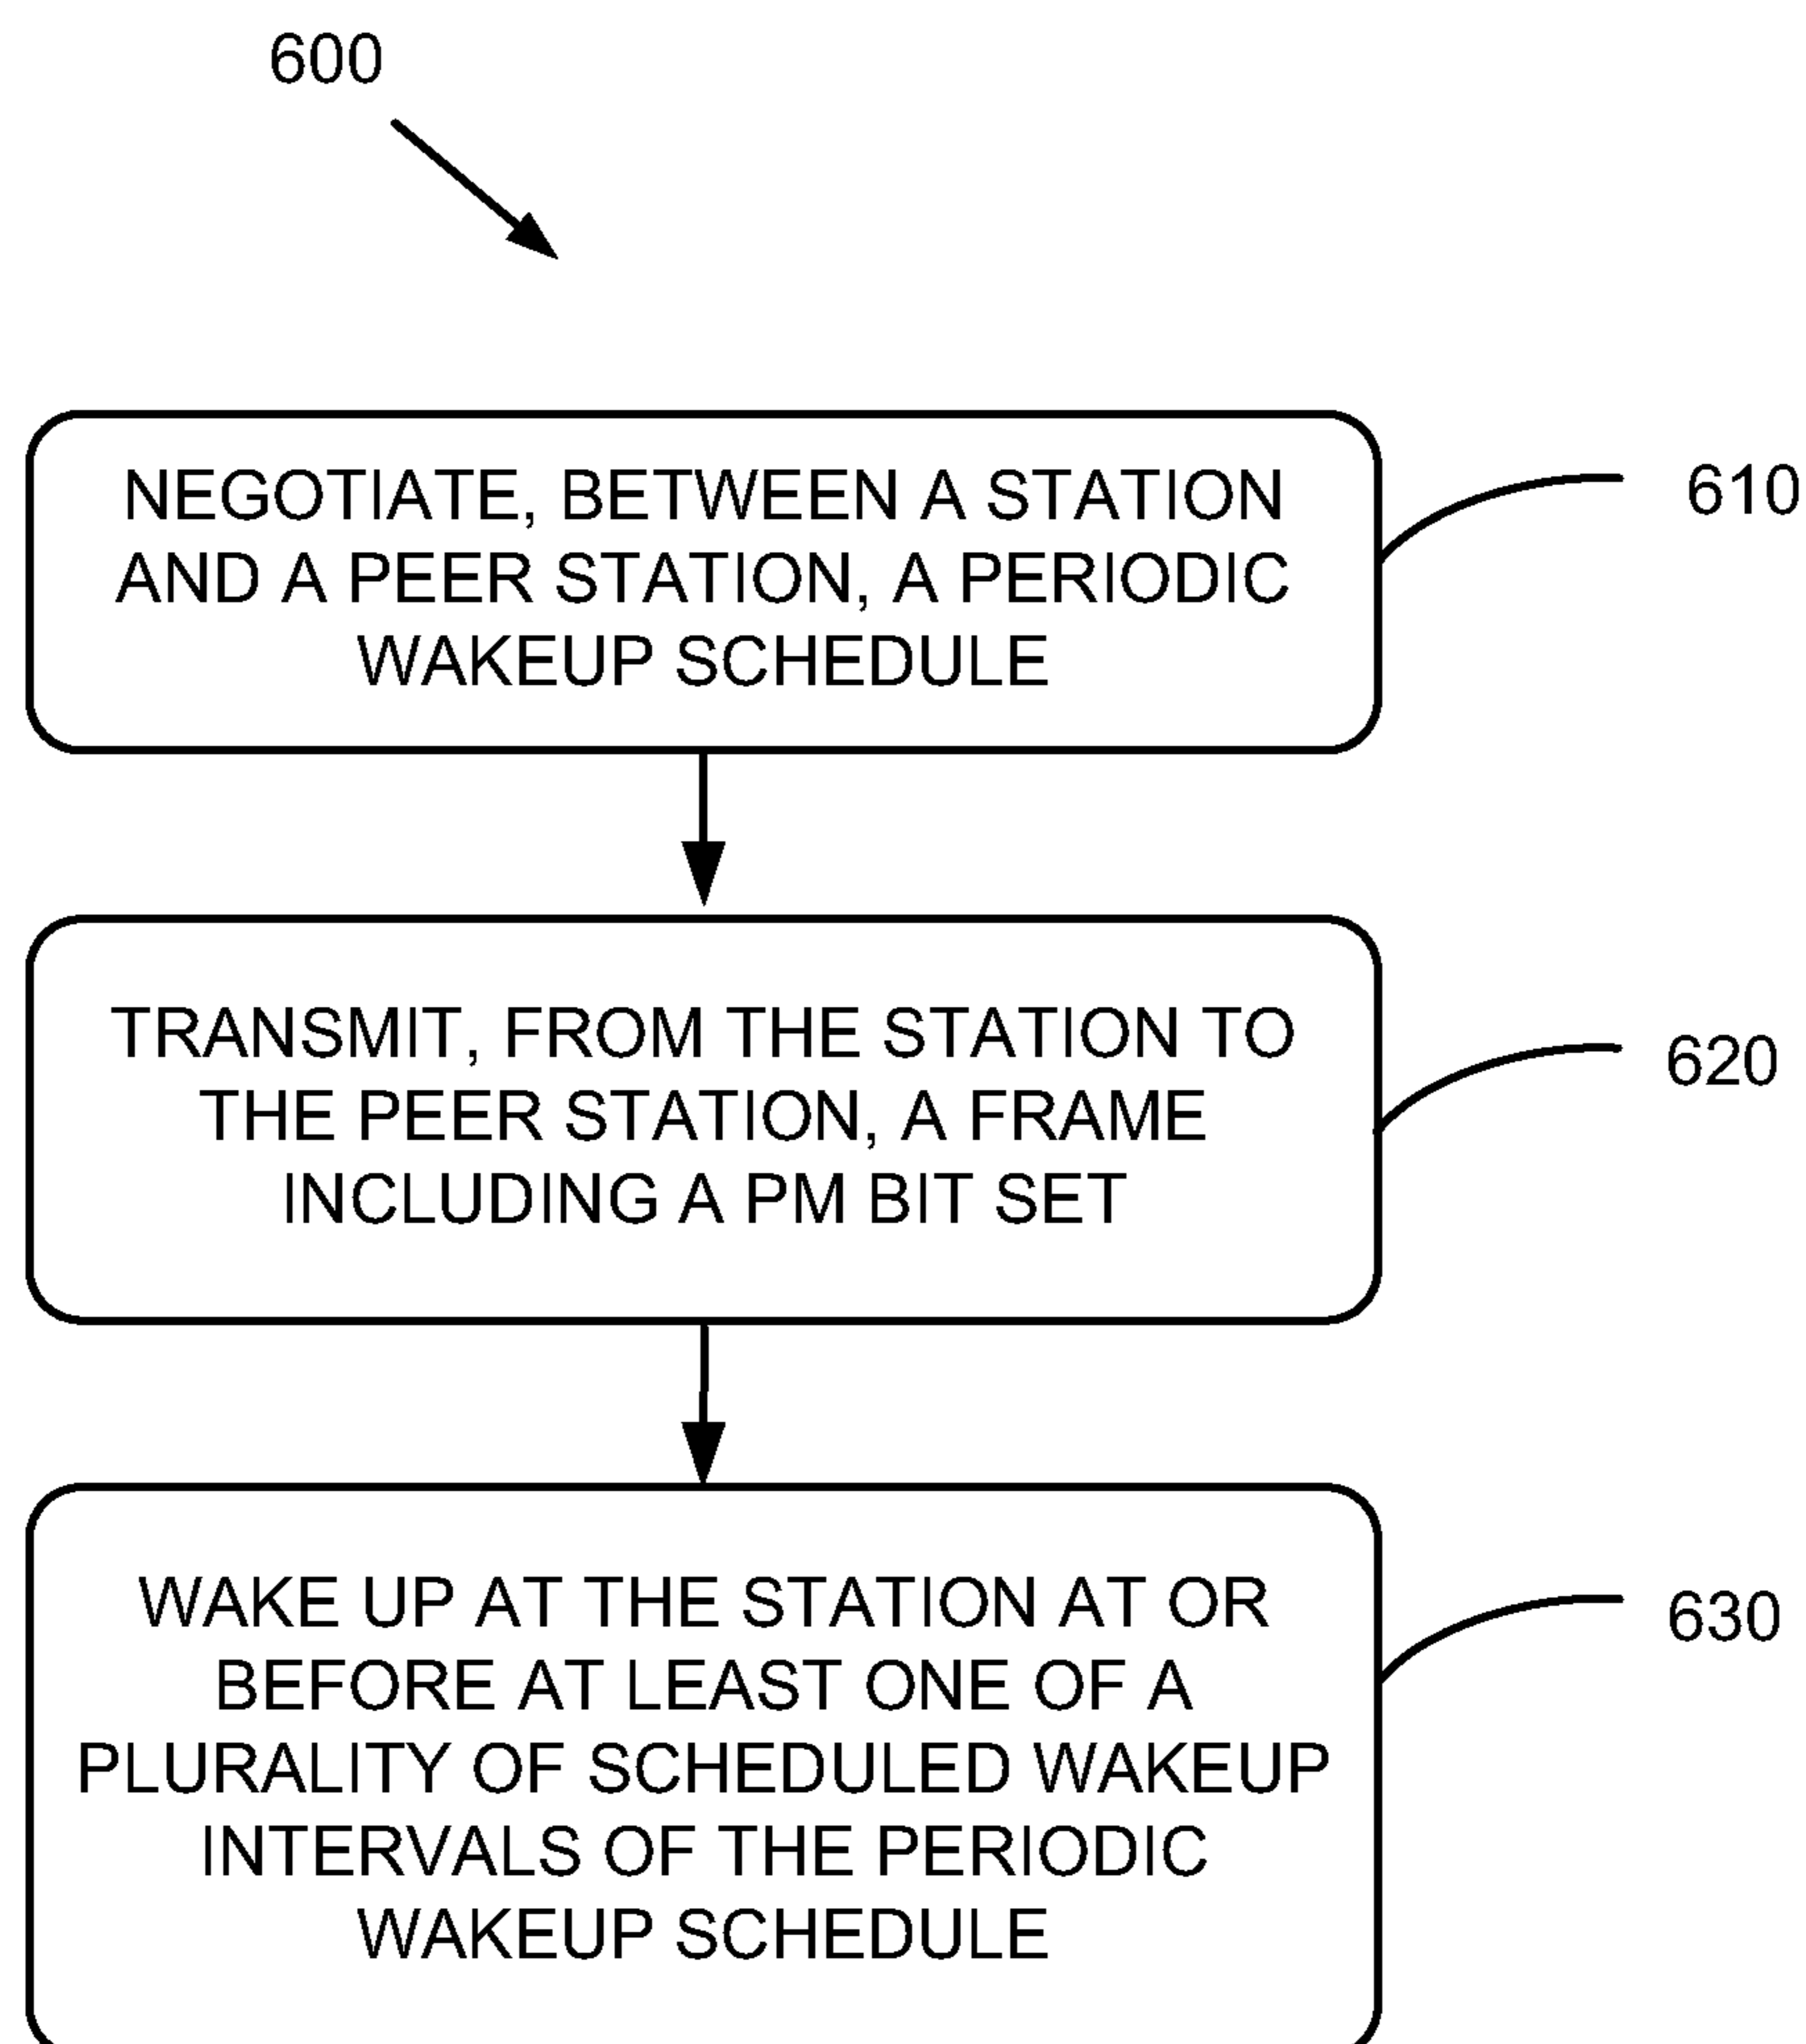 600
NEGOTIATE, BETWEEN A STATION
AND A PEER STATION, A PERIODIC
WAKEUP SCHEDULE
610
TRANSMIT, FROM THE STATION TO
THE PEER STATION, A FRAME
INCLUDING A PM BIT SET
620
WAKE UP AT THE STATION AT OR
BEFORE AT LEAST ONE OF A
PLURALITY OF SCHEDULED WAKEUP
INTERVALS OF THE PERIODIC
WAKEUP SCHEDULE
630